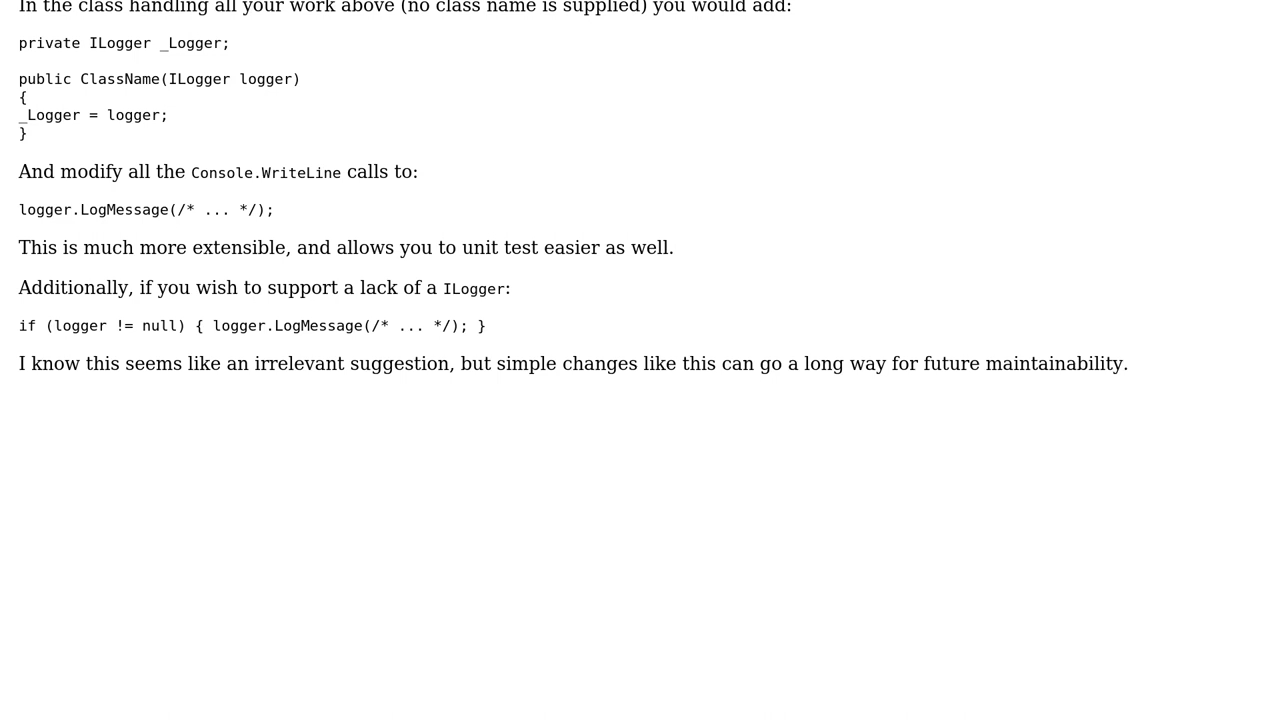 In the class handling all your work above (no class name is supplied) you would add:
private ILogger _Logger;
public ClassName(ILogger logger)
{
_Logger = logger;
}
And modify all the Console.WriteLine calls to:
logger.LogMessage(/* ... */);
This is much more extensible, and allows you to unit test easier as well.
Additionally, if you wish to support a lack of a ILogger:
if (logger != null) { logger.LogMessage(/* ... */); }
I know this seems like an irrelevant suggestion, but simple changes like this can go a long way for future maintainability.